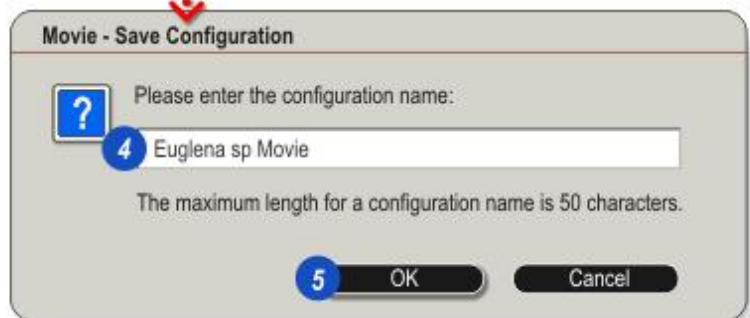 Movie - Save Configuration
Please enter the configuration name:
?
4 Euglena sp Movie
The maximum length for a configuration name is 50 characters.
5 OK Cancel